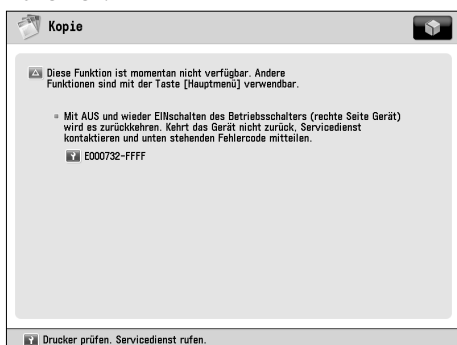 Kopie
Diese Funktion ist momentan nicht verfügbar. Andere
Funktionen sind mit der Taste [Hauptmenü] verwendbar.
Mit AUS und wieder EINschalten des Betriebsschalters (rechte Seite Gerät)
wird es zurückkehren. Kehrt das Gerät nicht zurück, Servicedienst
kontaktieren und unten stehenden Fehlercode mitteilen.
E000732-FFFF
Drucker prüfen. Servicedienst rufen.